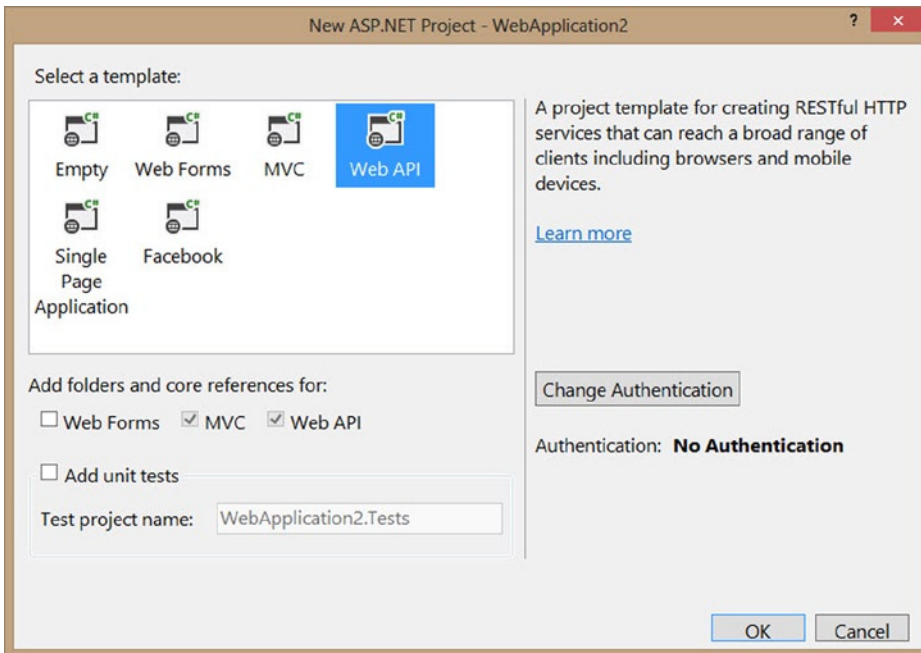 New ASP.NET Project - WebApplication2
?
x
Select a template:
C#
Empty
C#
Web Forms
C#
MVC
C#
Web API
C#
Single
Page
Application
C#
Facebook
A project template for creating RESTful HTTP
services that can reach a broad range of
clients including browsers and mobile
devices.
Learn more
Add folders and core references for:
Web Forms
MVC
Web API
Add unit tests
Test project name:
WebApplication2.Tests
Change Authentication
Authentication: No Authentication
OK
Cancel